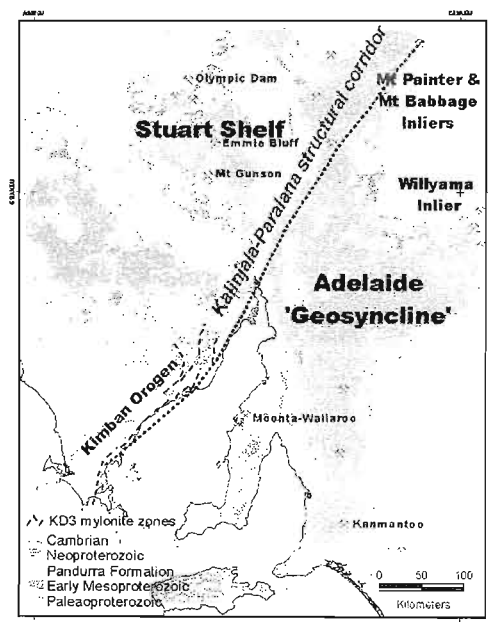 Olympic Dam
Mt Painter &
Mt Babbage
Inliers
Stuart Shelf
Emmie Bluff
Mt Gunson
Kalinjala-Paralana structural corridor
Willyama
Inlier
Adelaide
'Geosyncline'
Kimban Orogen
Moonta-Wallaroo
Kanmantoo
KD3 mylonite zones
Cambrian
Neoproterozoic
Pandurra Formation
Early Mesoproterozoic
Palaeoproterozoic
0 50 100
Kilometers